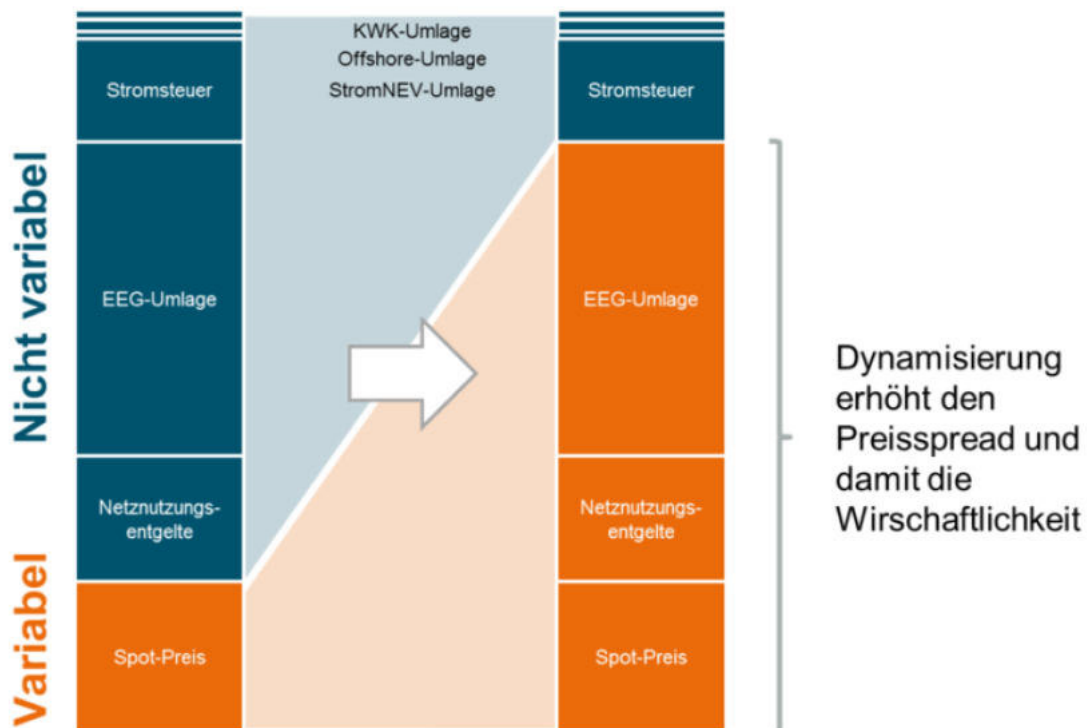 KWK-Umlage
Offshore-Umlage
StromNEV-Umlage
Stromsteuer
Stromsteuer
Nicht variabel
EEG-Umlage
EEG-Umlage
Dynamisierung
erhöht den
Preisspread und
damit die
Wirschaftlichkeit
Netznutzungs-
entgelte
Netznutzungs-
entgelte
Variabel
Spot-Preis
Spot-Preis